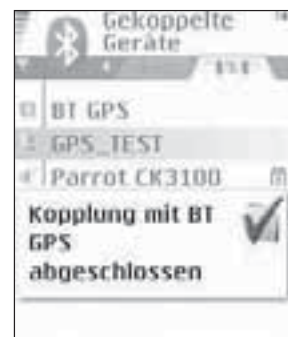 Gekoppelte
Geräte
BT GPS
GPS_TEST
Parrot CK3100
Kopplung mit BT
GPS
abgeschlossen